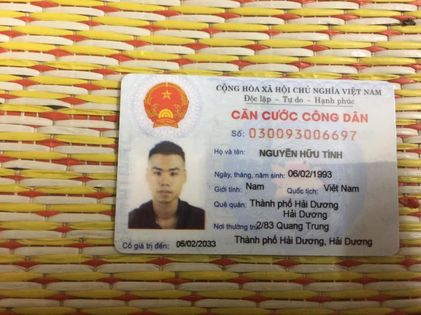 CỘNG HÒA XÃ HỘI CHỦ NGHĨA VIỆT NAM
Độc lập - Tự do - Hạnh phúc
CĂN CƯỚC CÔNG DÂN
Số: 030093006697
Họ và tên: NGUYỄN HỮU TÌNH
Ngày, tháng, năm sinh: 06/02/1993
Giới tính: Nam Quốc tịch: Việt Nam
Quê quán: Thành phố Hải Dương
Hải Dương
Nơi thường trú: 2/83 Quang Trung
Thành phố Hải Dương, Hải Dương
Có giá trị đến: 06/02/2033